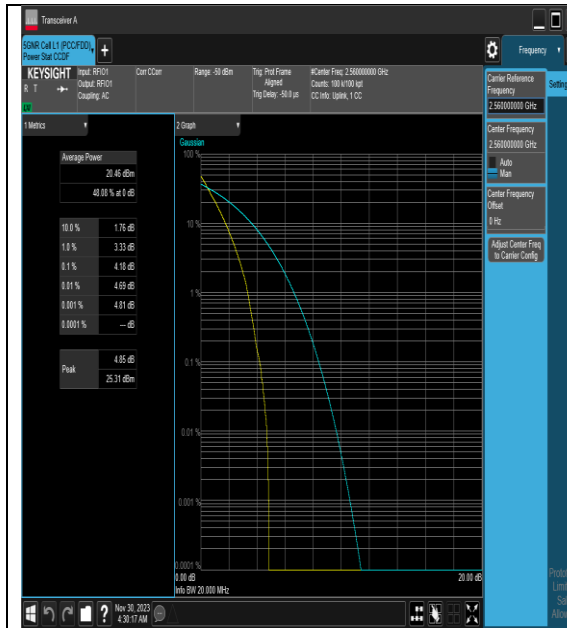 Transceiver A
5GNR Cell L1 (PCC/FDD),
Power Stat CCDF
Frequency
KEYSIGHT
R T
Input: RFIO1
Output: RFIO1
Coupling: AC
Corr CCorr
Range: -50 dBm
Trig: Prot Frame
Aligned
Trig Delay: -50.0 µs
#Center Freq: 2.560000000 GHz
Counts: 100 k/100 kpt
CC Info: Uplink, 1 CC
1 Metrics
Average Power
20.46 dBm
48.00 % at 0 dB
10.0 % 1.76 dB
1.0 % 3.33 dB
0.1 % 4.18 dB
0.01 % 4.69 dB
0.001 % 4.81 dB
0.0001 % --- dB
Peak
4.85 dB
25.31 dBm
2 Graph
Gaussian
100 %
10 %
1 %
0.1 %
0.01 %
0.001 %
0.0001 %
0.00 dB 20.00 dB
Info BW 20.000 MHz
Carrier Reference
Frequency
2.560000000 GHz
Center Frequency
2.560000000 GHz
Auto
Man
Center Frequency
Offset
0 Hz
Adjust Center Freq
to Carrier Config
Setting
Nov 30, 2023
4:30:17 AM